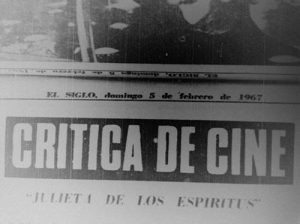 EL SIGLO, domingo 5 de febrero de 1967
CRITICA DE CINE
"JULIETA DE LOS ESPIRITUS"